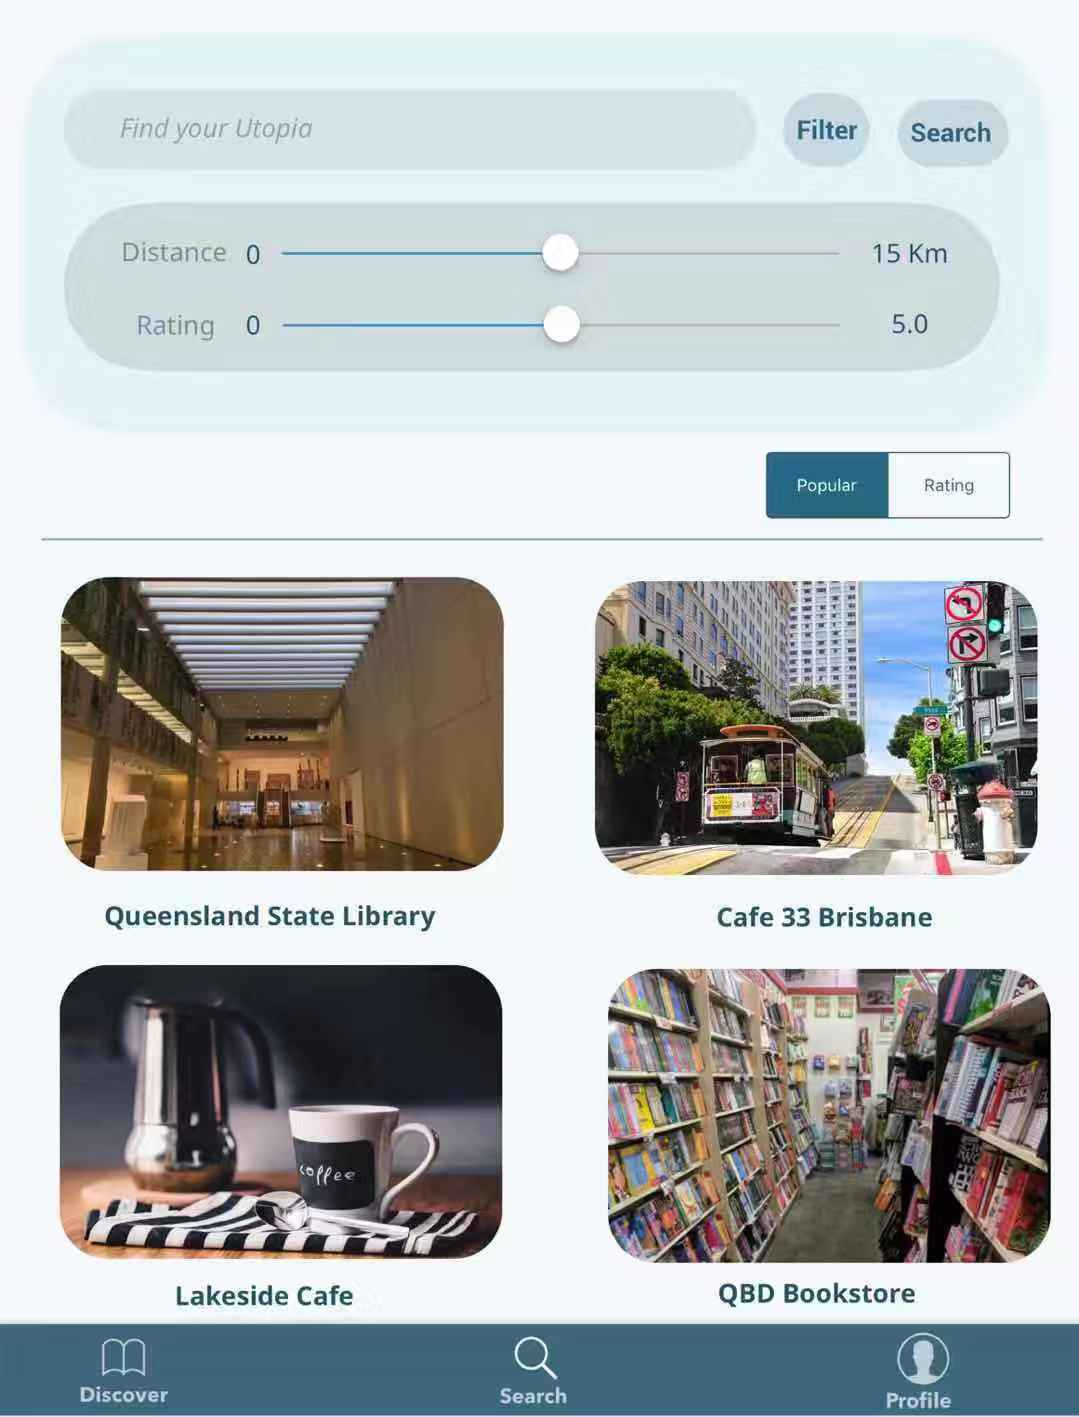 Find your Utopia
Filter
Search
Distance 0 15 Km
Rating 0 5.0
Popular
Rating
Queensland State Library
Cafe 33 Brisbane
coffee
Lakeside Cafe
QBD Bookstore
Discover
Search
Profile